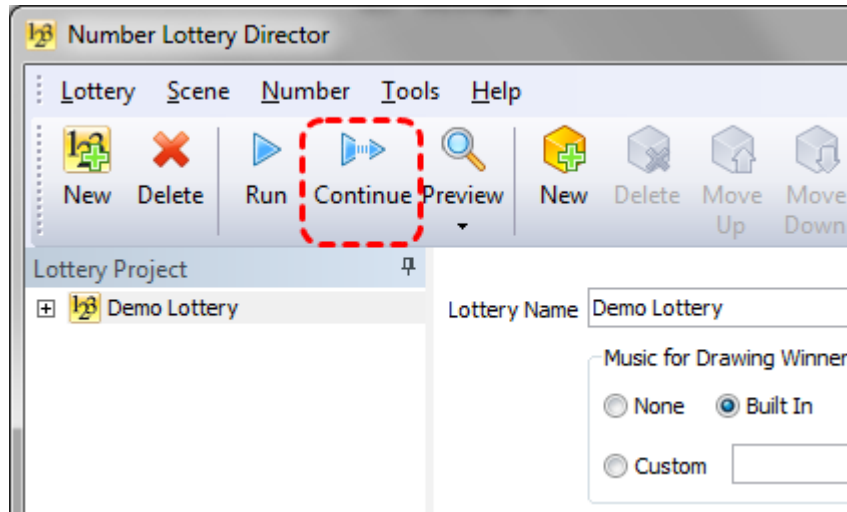 Number Lottery Director
Lottery Scene Number Tools Help
New Delete Run Continue Preview New Delete Move Up Move Down
Lottery Project
Demo Lottery
Lottery Name Demo Lottery
Music for Drawing Winner
None Built In
Custom